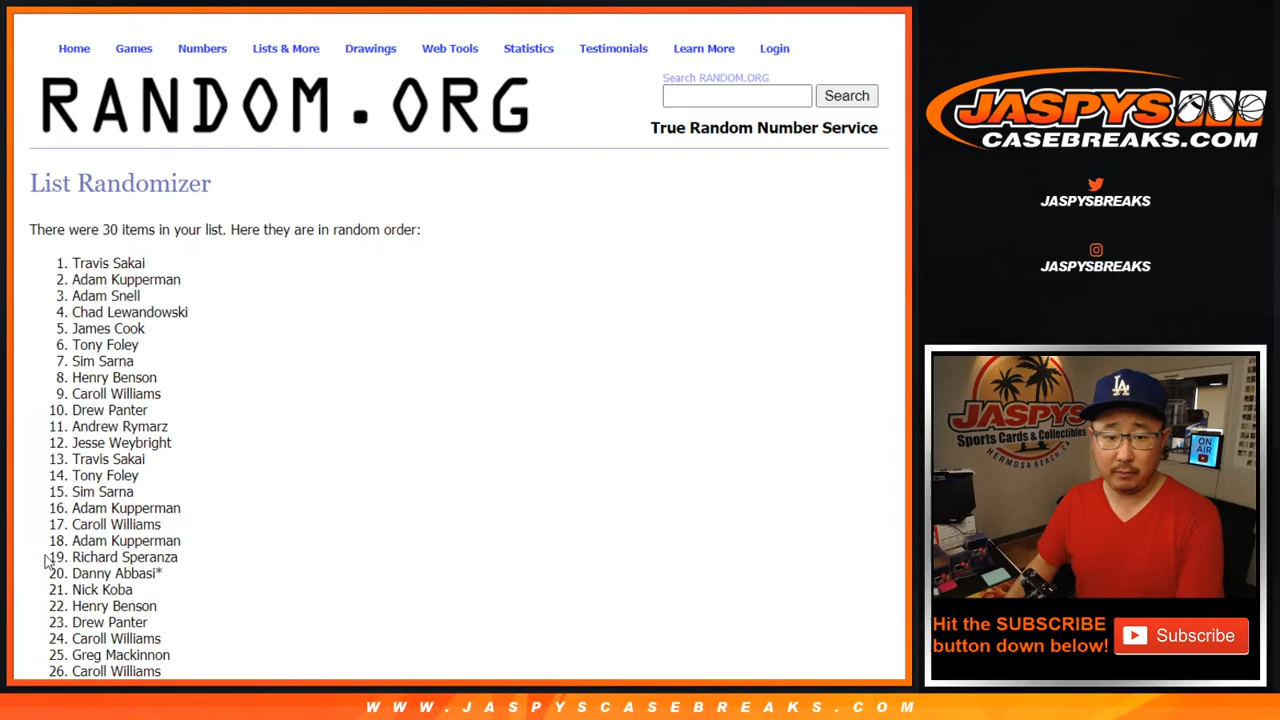 Home Games Numbers Lists & More Drawings Web Tools Statistics Testimonials Learn More Login
RANDOM.ORG
Search RANDOM.ORG
Search
True Random Number Service
List Randomizer
There were 30 items in your list. Here they are in random order:
1. Travis Sakai
2. Adam Kupperman
3. Adam Snell
4. Chad Lewandowski
5. James Cook
6. Tony Foley
7. Sim Sarna
8. Henry Benson
9. Caroll Williams
10. Drew Panter
11. Andrew Rymarz
12. Jesse Weybright
13. Travis Sakai
14. Tony Foley
15. Sim Sarna
16. Adam Kupperman
17. Caroll Williams
18. Adam Kupperman
19. Richard Speranza
20. Danny Abbasi*
21. Nick Koba
22. Henry Benson
23. Drew Panter
24. Caroll Williams
25. Greg Mackinnon
26. Caroll Williams
JASPYS
CASEBREAKS.COM
JASPYSBREAKS
JASPYSBREAKS
JASPYS
Sports Cards & Collectibles
HERMOSA BEACH, CA
LA
ON
AIR
Hit the SUBSCRIBE
button down below!
Subscribe
WWW.JASPYSCASEBREAKS.COM